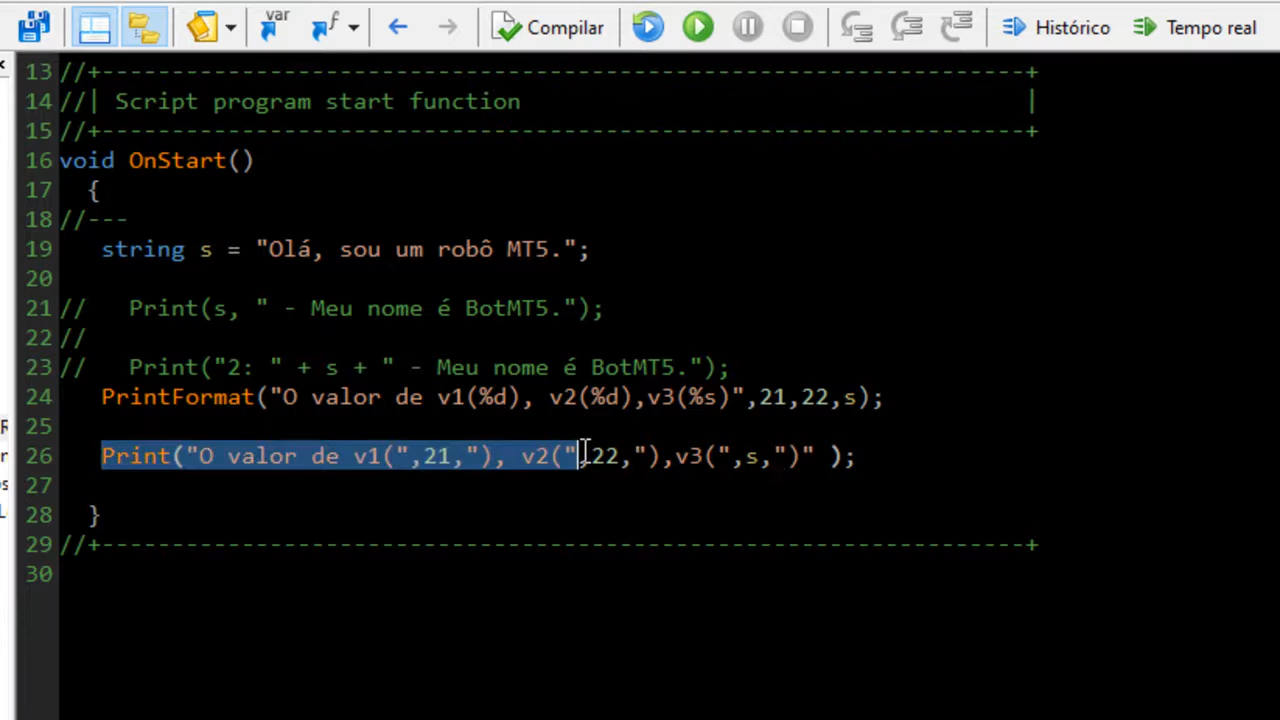 var
f
Compilar
Histórico
Tempo real
13 //+------------------------------------------------------------------+
14 //| Script program start function |
15 //+------------------------------------------------------------------+
16 void OnStart()
17 {
18 //---
19 string s = "Olá, sou um robô MT5.";
20
21 // Print(s, " - Meu nome é BotMT5.");
22 //
23 // Print("2: " + s + " - Meu nome é BotMT5.");
24 PrintFormat("O valor de v1(%d), v2(%d),v3(%s)",21,22,s);
25
26 Print("O valor de v1(",21,"), v2(",22,"),v3(",s,")" );
27
28 }
29 //+------------------------------------------------------------------+
30